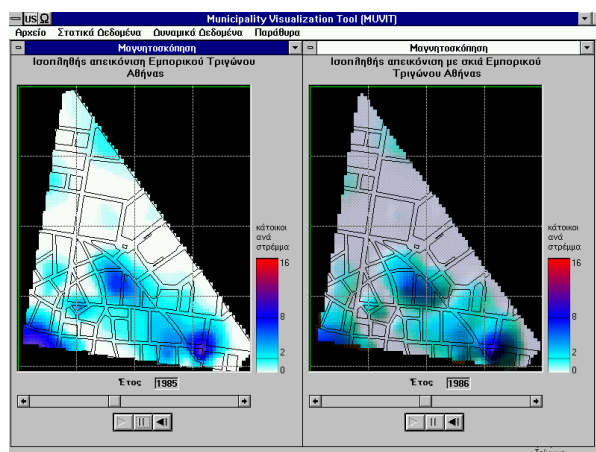 US Ω Municipality Visualization Tool (MUVIT)
Αρχείο Στατικά Δεδομένα Δυναμικά Δεδομένα Παράθυρα
Μαγνητοσκόπηση
Ισοπληθής απεικόνιση Εμπορικού Τριγώνου
Αθήνας
κάτοικοι
ανά
στρέμμα
16
8
2
0
Έτος 1985
Μαγνητοσκόπηση
Ισοπληθής απεικόνιση με σκιά Εμπορικού
Τριγώνου Αθήνας
κάτοικοι
ανά
στρέμμα
16
8
2
0
Έτος 1986